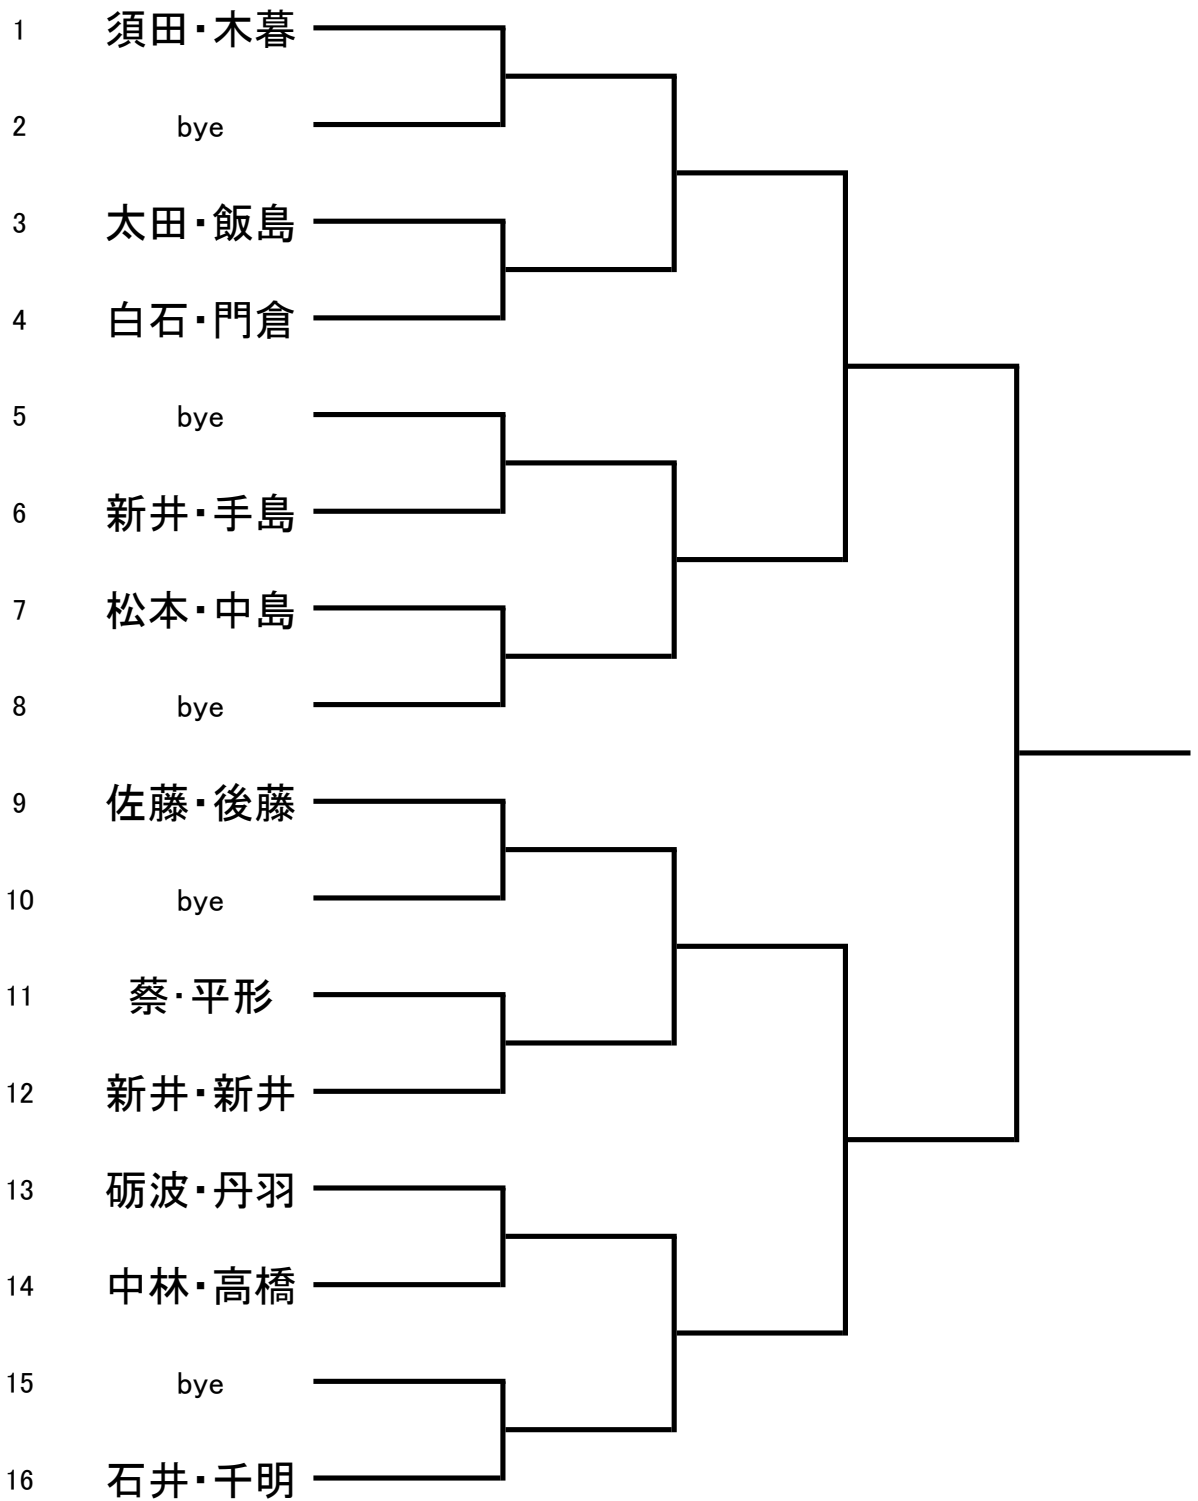 1 須田・木暮
2 bye
3 太田・飯島
4 白石・門倉
5 bye
6 新井・手島
7 松本・中島
8 bye
9 佐藤・後藤
10 bye
11 蔡・平形
12 新井・新井
13 砺波・丹羽
14 中林・高橋
15 bye
16 石井・千明